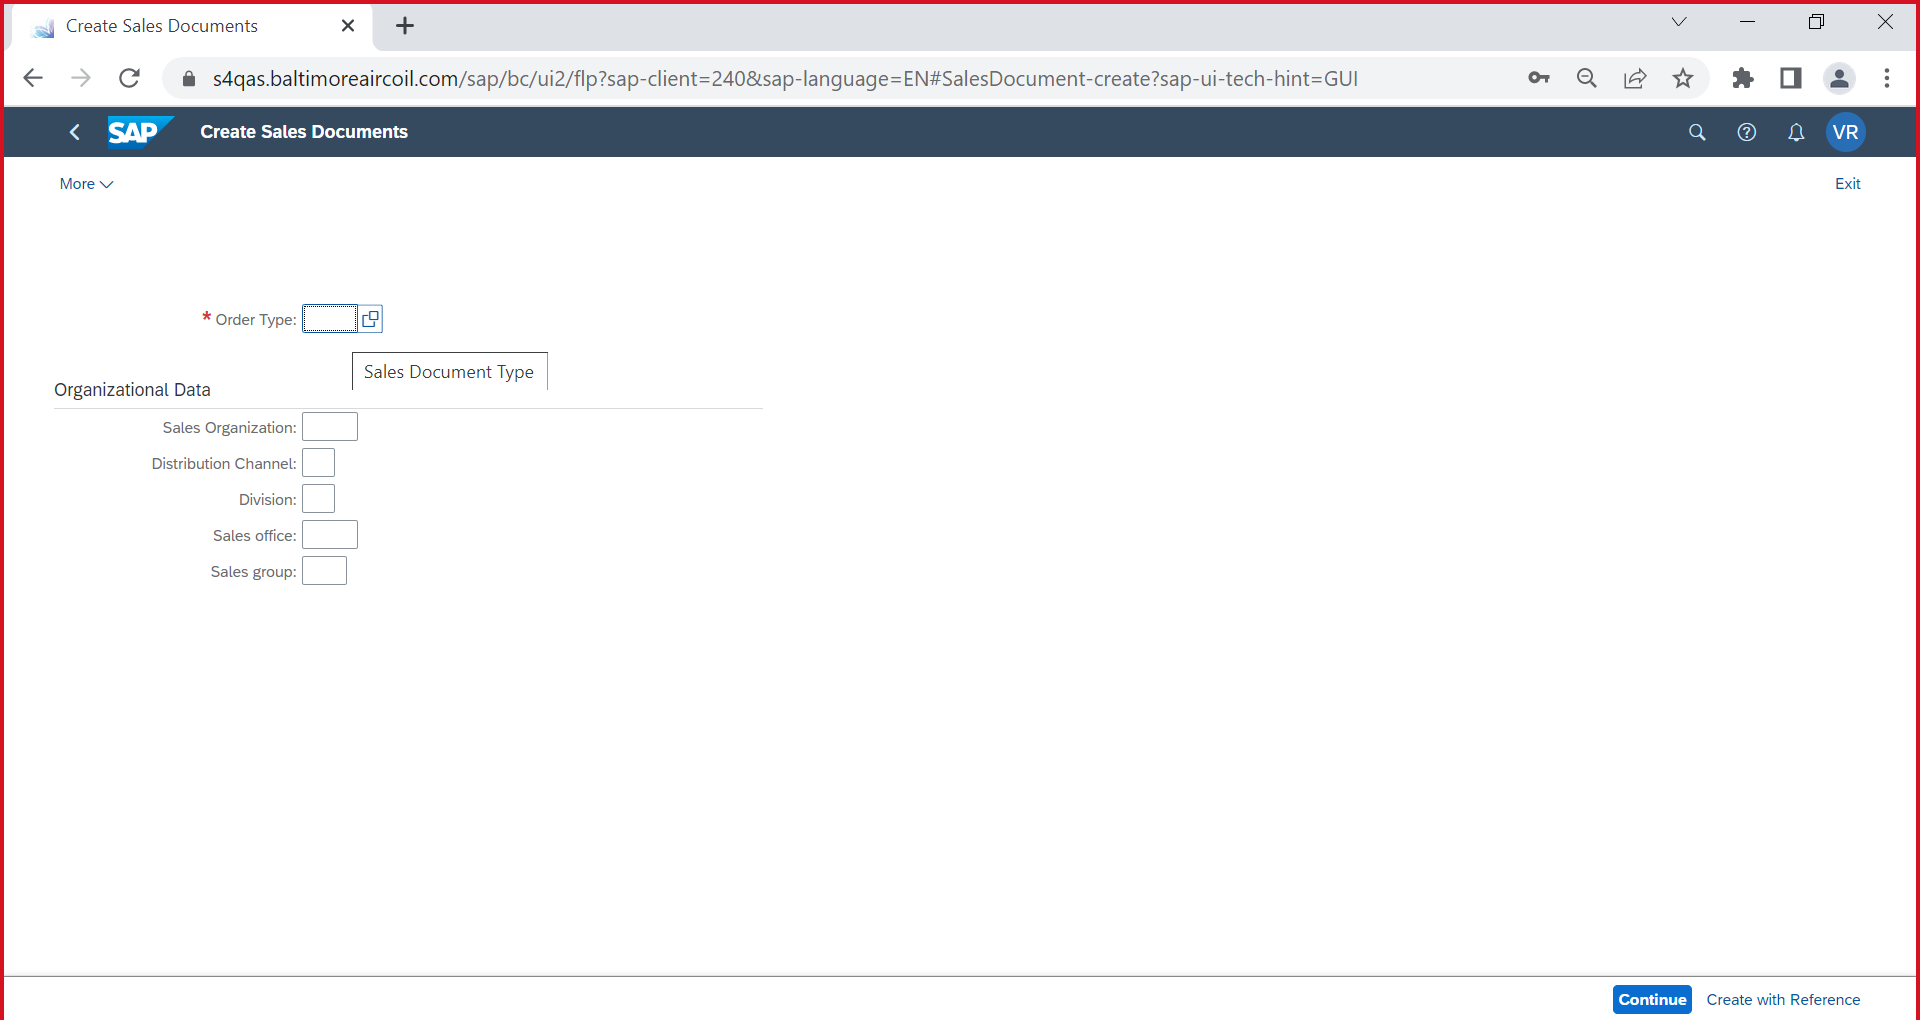 Create Sales Documents
s4qas.baltimoreaircoil.com/sap/bc/ui2/flp?sap-client=240&sap-language=EN#SalesDocument-create?sap-ui-tech-hint=GUI
SAP Create Sales Documents VR
More Exit
* Order Type:
Sales Document Type
Organizational Data
Sales Organization:
Distribution Channel:
Division:
Sales office:
Sales group:
Continue Create with Reference